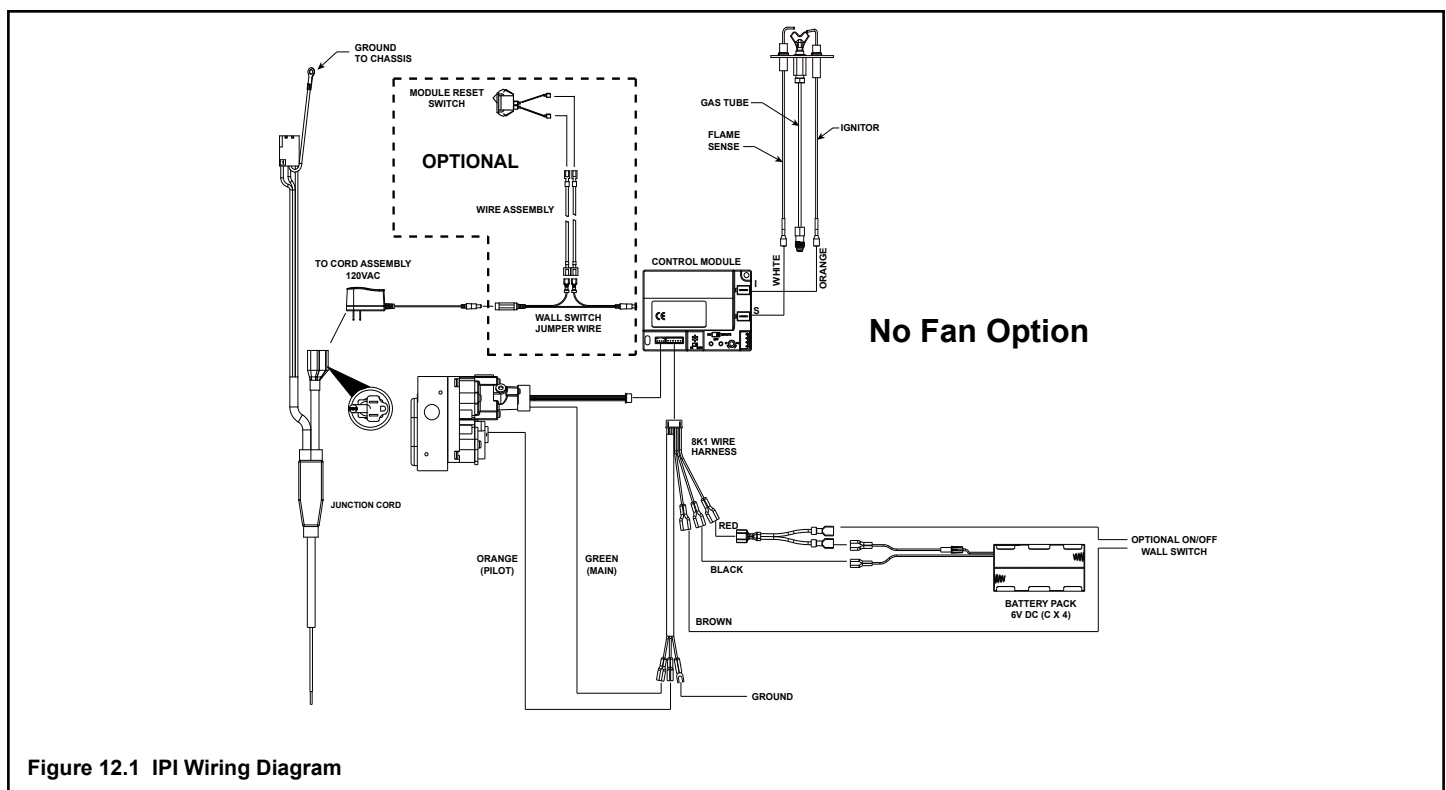 GROUND
TO CHASSIS
MODULE RESET
SWITCH
OPTIONAL
WIRE ASSEMBLY
GAS TUBE
FLAME
SENSE
IGNITOR
TO CORD ASSEMBLY
120VAC
WALL SWITCH
JUMPER WIRE
CONTROL MODULE
CE
WHITE
ORANGE
I
S
No Fan Option
JUNCTION CORD
8K1 WIRE
HARNESS
ORANGE
(PILOT)
GREEN
(MAIN)
RED
BLACK
BROWN
OPTIONAL ON/OFF
WALL SWITCH
BATTERY PACK
6V DC (C X 4)
GROUND
Figure 12.1 IPI Wiring Diagram